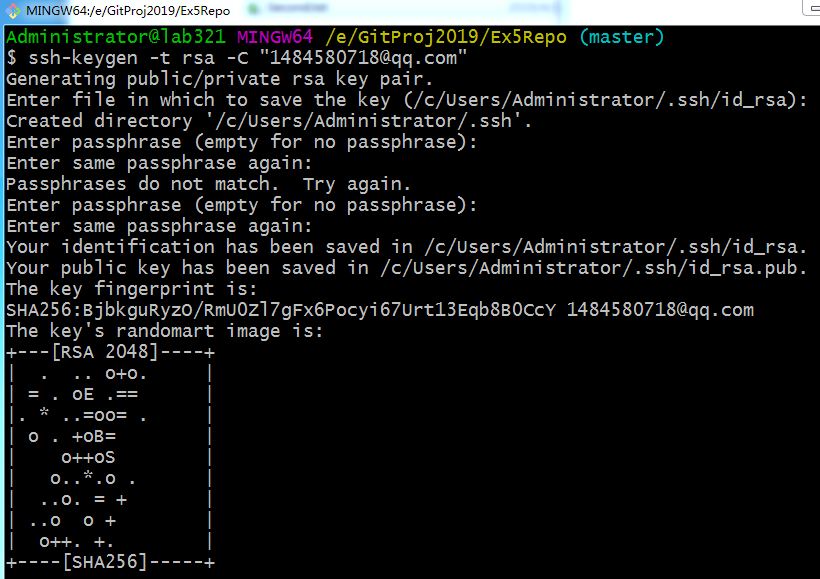 MINGW64:/e/GitProj2019/Ex5Repo
Administrator@lab321 MINGW64 /e/GitProj2019/Ex5Repo (master)
$ ssh-keygen -t rsa -C "1484580718@qq.com"
Generating public/private rsa key pair.
Enter file in which to save the key (/c/Users/Administrator/.ssh/id_rsa):
Created directory '/c/Users/Administrator/.ssh'.
Enter passphrase (empty for no passphrase):
Enter same passphrase again:
Passphrases do not match.  Try again.
Enter passphrase (empty for no passphrase):
Enter same passphrase again:
Your identification has been saved in /c/Users/Administrator/.ssh/id_rsa.
Your public key has been saved in /c/Users/Administrator/.ssh/id_rsa.pub.
The key fingerprint is:
SHA256:BjbkguRyzO/RmU0Zl7gFx6Pocyi67Urt13Eqb8B0CcY 1484580718@qq.com
The key's randomart image is:
+---[RSA 2048]----+
|  .  .. o+o.     |
| = . oE .==      |
|. * ..=oo= .     |
| o . +oB=        |
|    o++oS        |
|   o..*.o .      |
|  ..o. = +       |
| ..o  o +        |
|  o++. +.        |
+----[SHA256]-----+